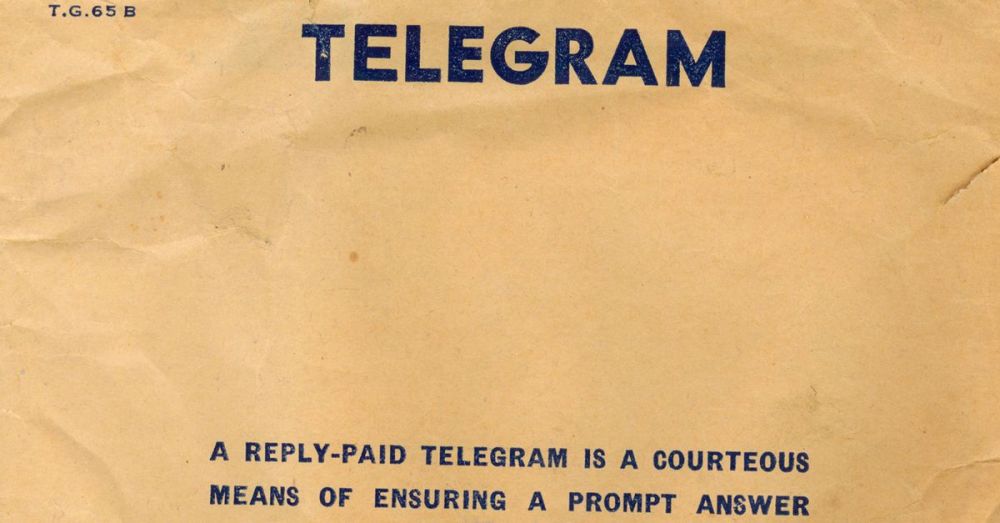 T.G.65 B
TELEGRAM
A REPLY-PAID TELEGRAM IS A COURTEOUS
MEANS OF ENSURING A PROMPT ANSWER